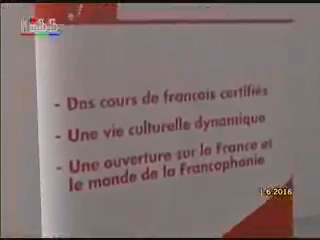 - Des cours de français certifiés
- Une vie culturelle dynamique
- Une ouverture sur la France et
le monde de la Francophonie
1.6.2018